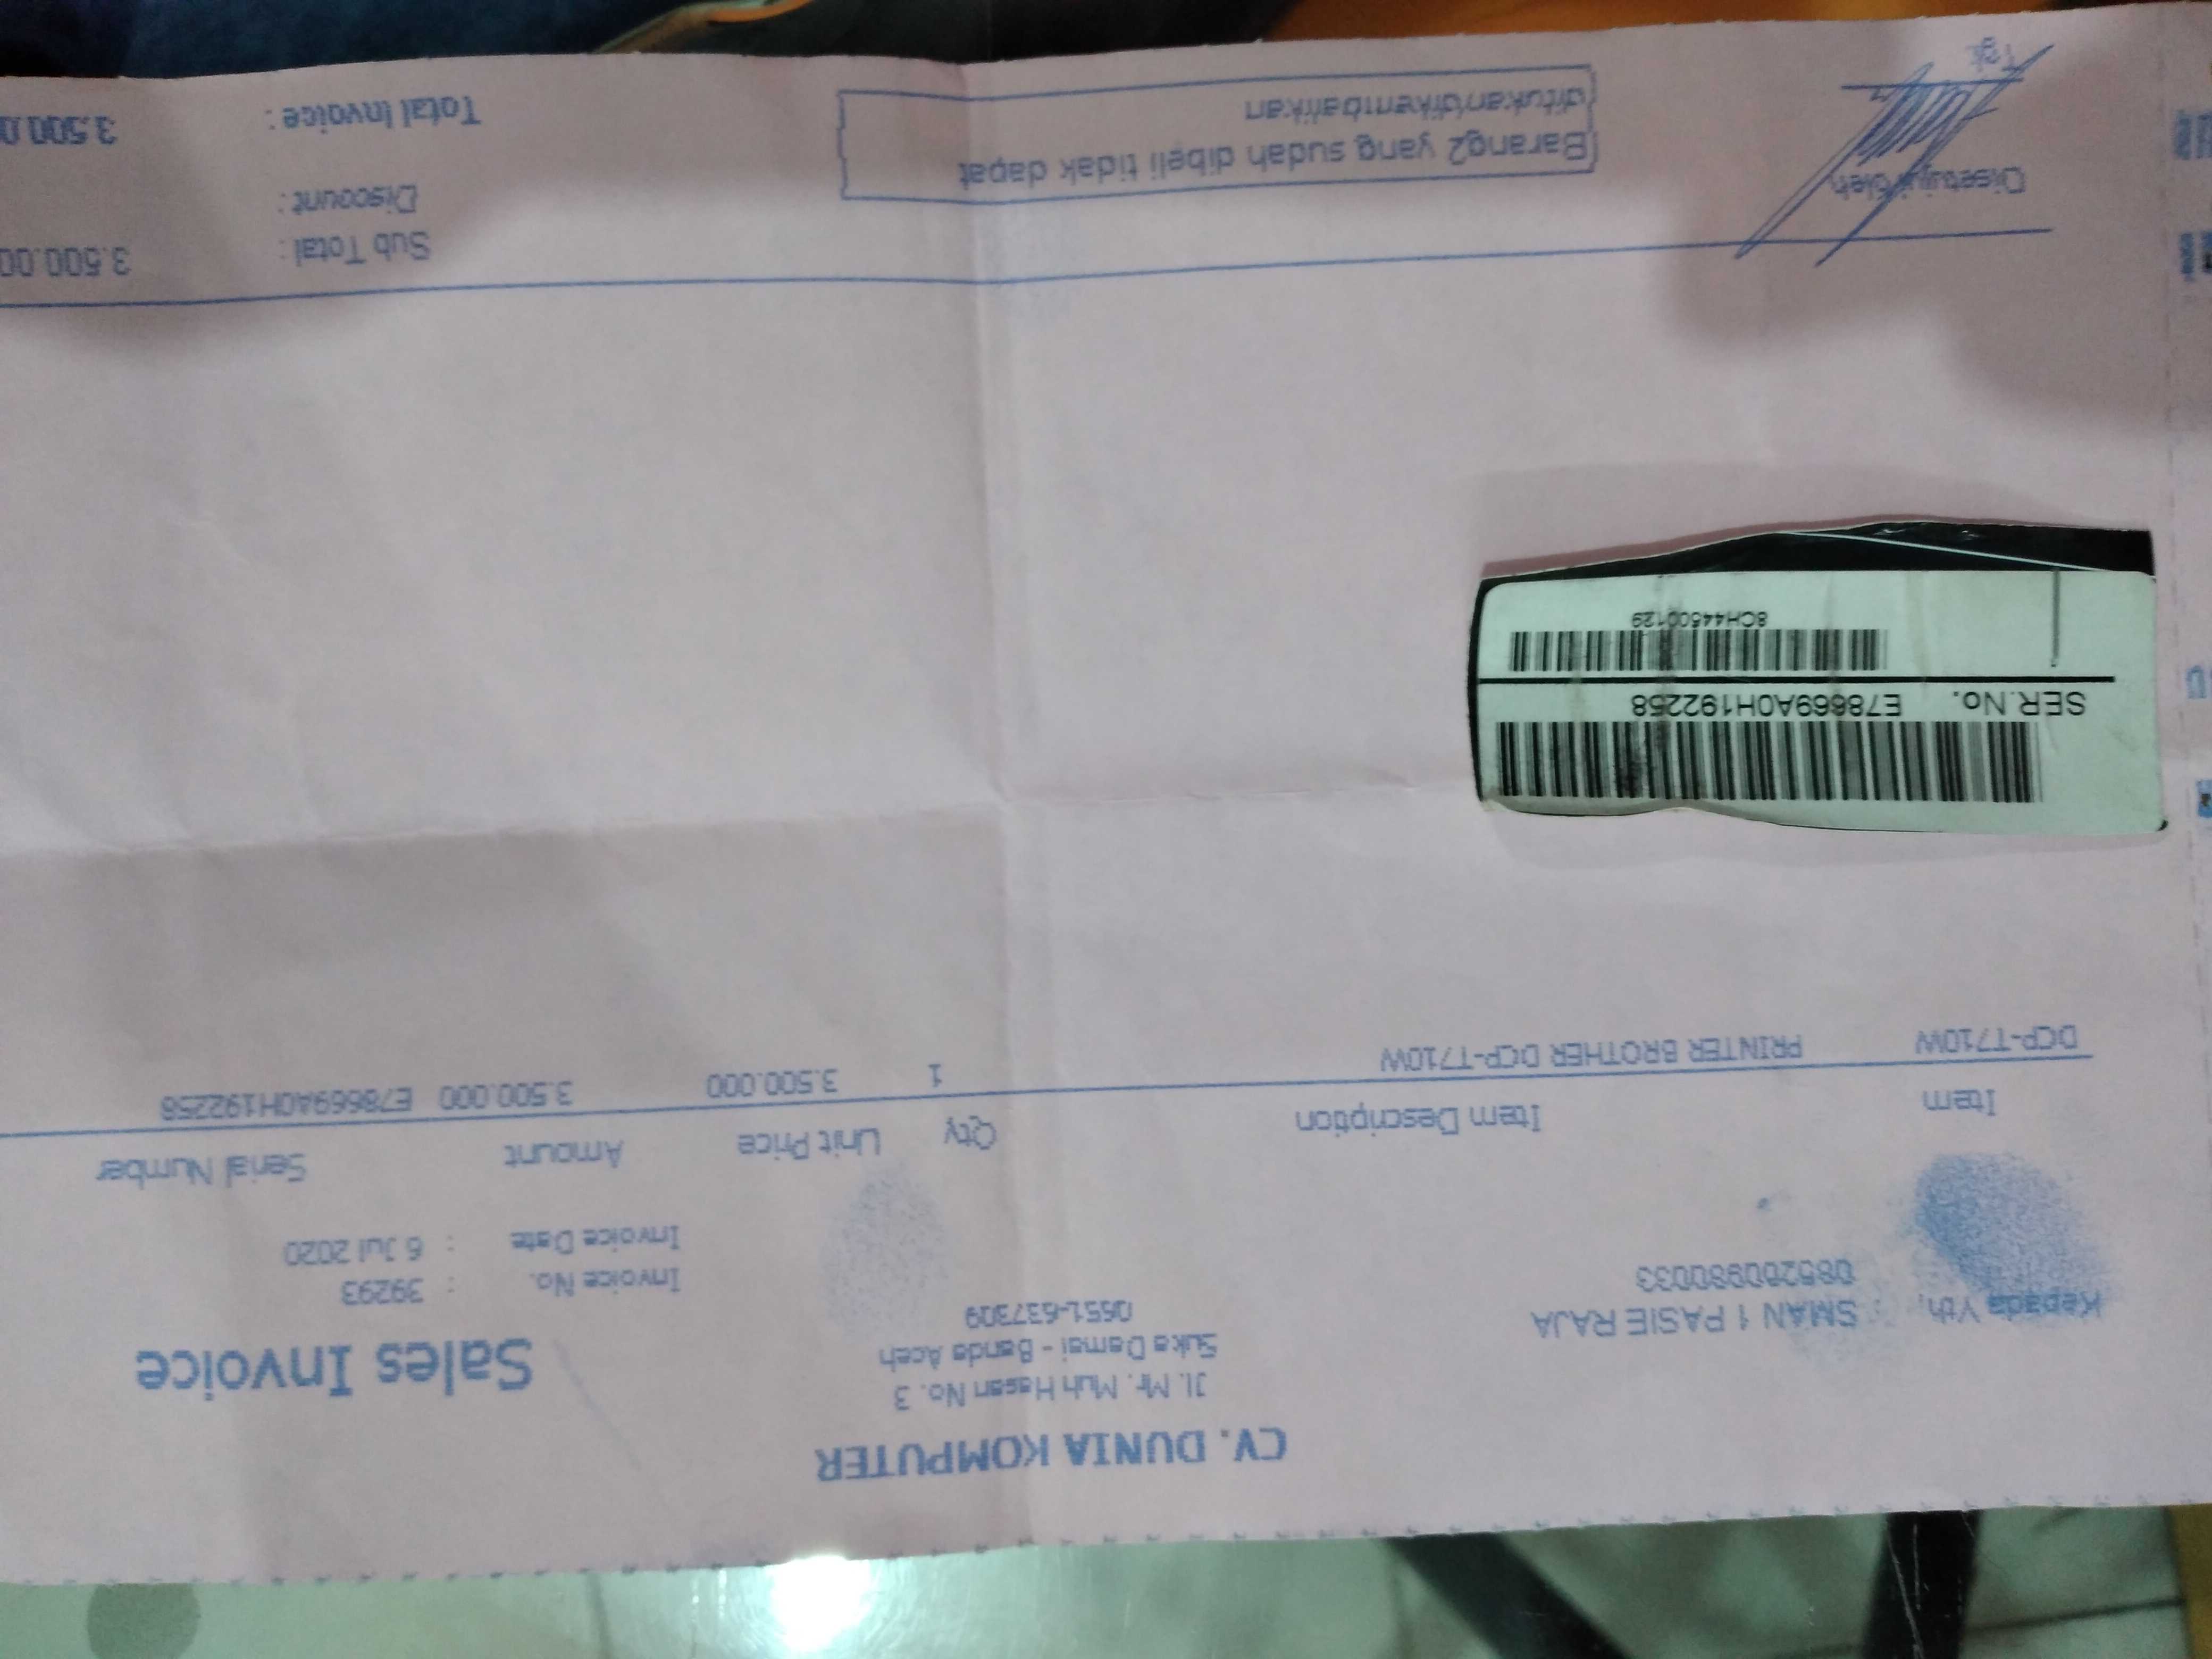 CV. DUNIA KOMPUTER
Jl. Mr. Muh Hasan No. 3
Suka Damai - Banda Aceh
0651-637309
Sales Invoice
Kepada Yth, : SMAN 1 PASIE RAJA
085260980033
Invoice No. : 39293
Invoice Date : 6 Jul 2020
Item Item Description Qty Unit Price Amount Serial Number
DCP-T710W PRINTER BROTHER DCP-T710W 1 3.500.000 3.500.000 E78669A0H192258
SER.No. E78669A0H192258
8CH44500129
Disetujui oleh
Tgl.
Barang2 yang sudah dibeli tidak dapat
ditukan/dikembalikan
Sub Total : 3.500.00
Discount :
Total Invoice : 3.500.0